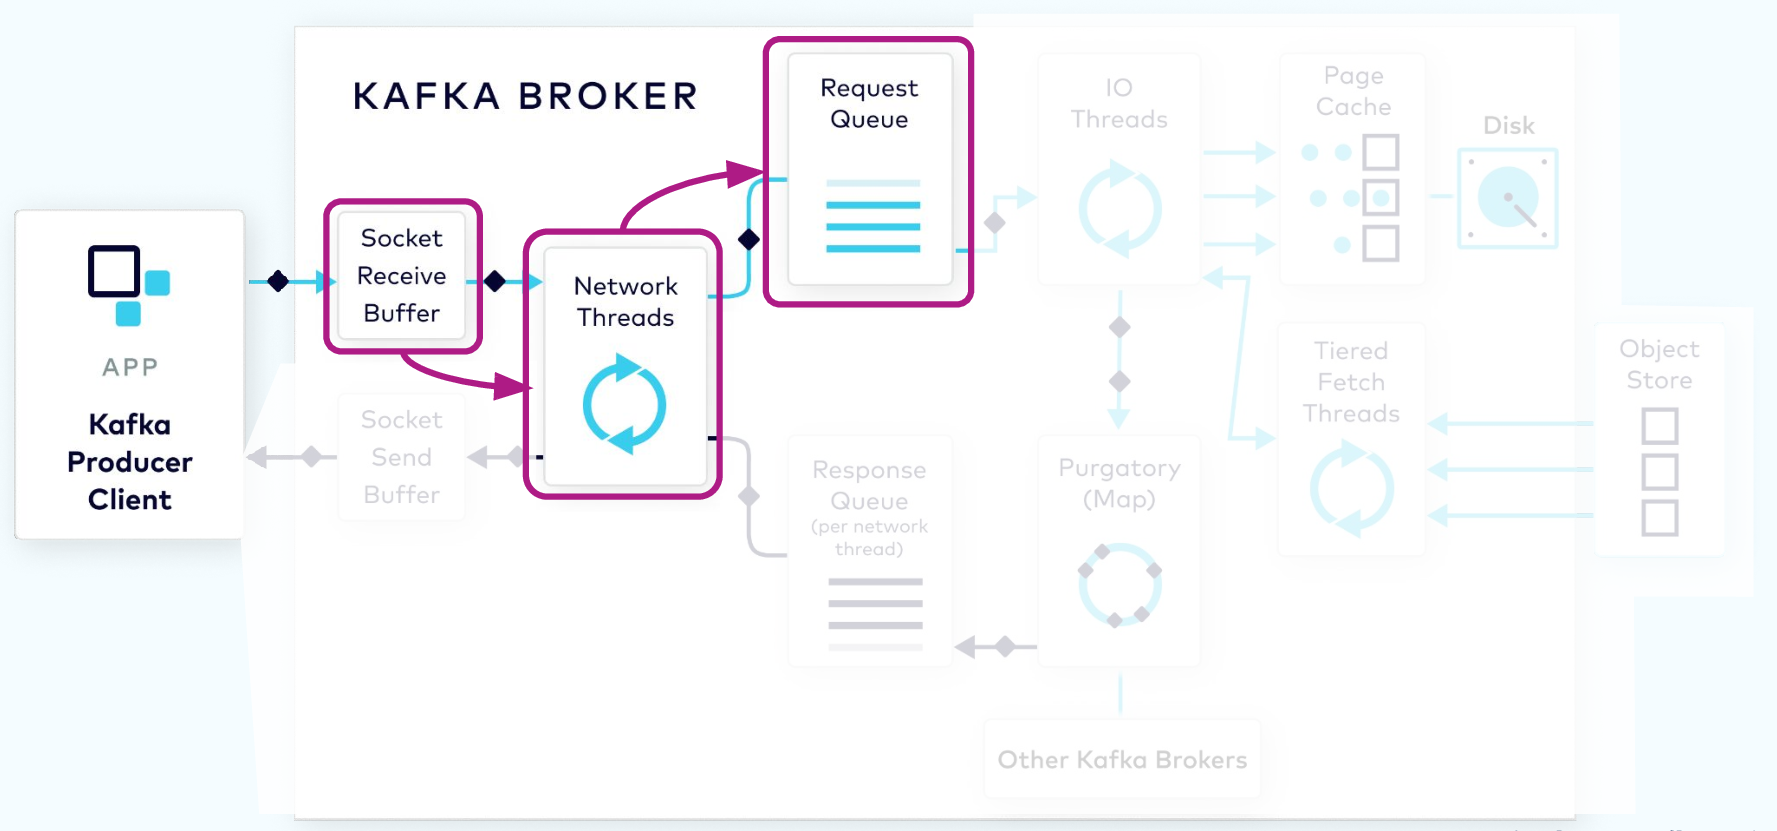 KAFKA BROKER
Request
Queue
IO
Threads
Page
Cache
Disk
Socket
Receive
Buffer
Network
Threads
APP
Kafka
Producer
Client
Socket
Send
Buffer
Response
Queue
(per network
thread)
Purgatory
(Map)
Tiered
Fetch
Threads
Object
Store
Other Kafka Brokers